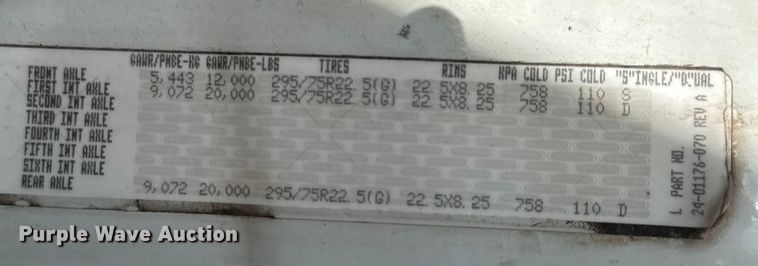 GAWR/PNBE-KG GAWR/PNBE-LBS TIRES RIMS KPA COLD PSI COLD "S"INGLE/"D"UAL
FRONT AXLE 5,443 12,000 295/75R22.5(G) 22.5X8.25 758 110 S
FIRST INT AXLE 9,072 20,000 295/75R22.5(G) 22.5X8.25 758 110 D
SECOND INT AXLE
THIRD INT AXLE
FOURTH INT AXLE
FIFTH INT AXLE
SIXTH INT AXLE
REAR AXLE 9,072 20,000 295/75R22.5(G) 22.5X8.25 758 110 D
L PART NO.
24-01176-070 REV A
Purple Wave Auction